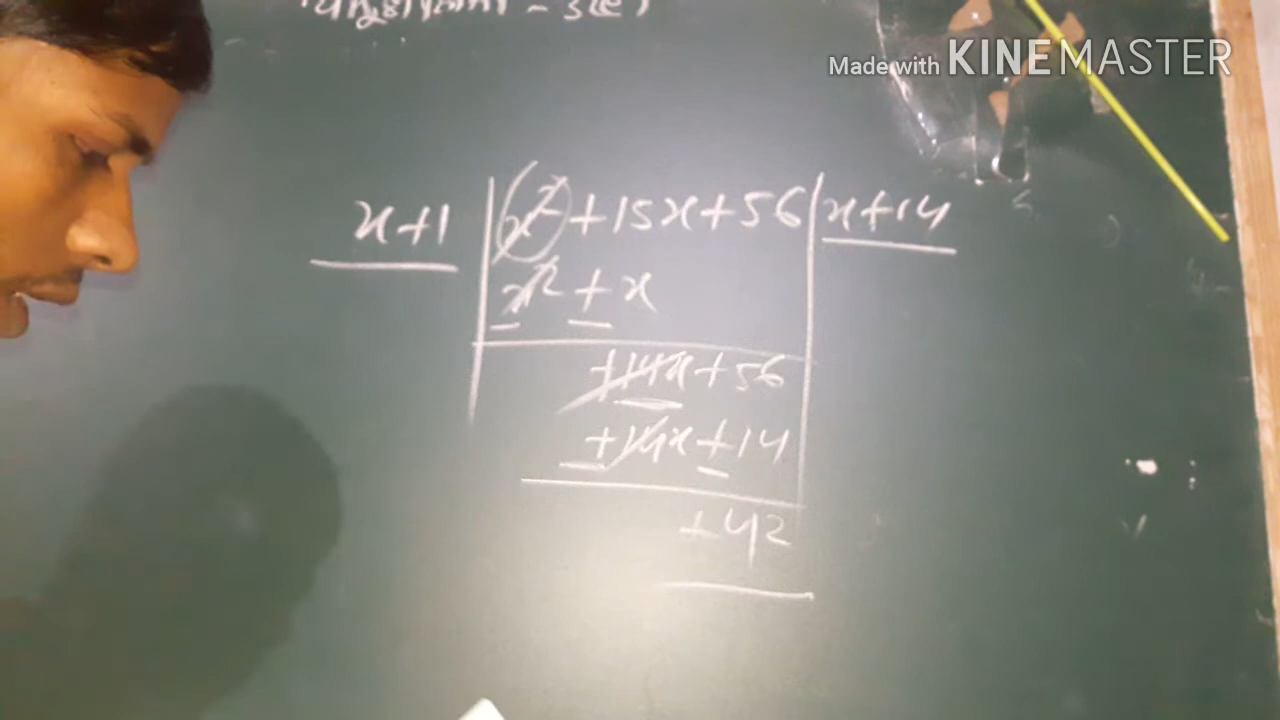 Made with KINEMASTER
x+1 | x² + 15x + 56 | x+14
x² + x
+14x + 56
+14x + 14
+42